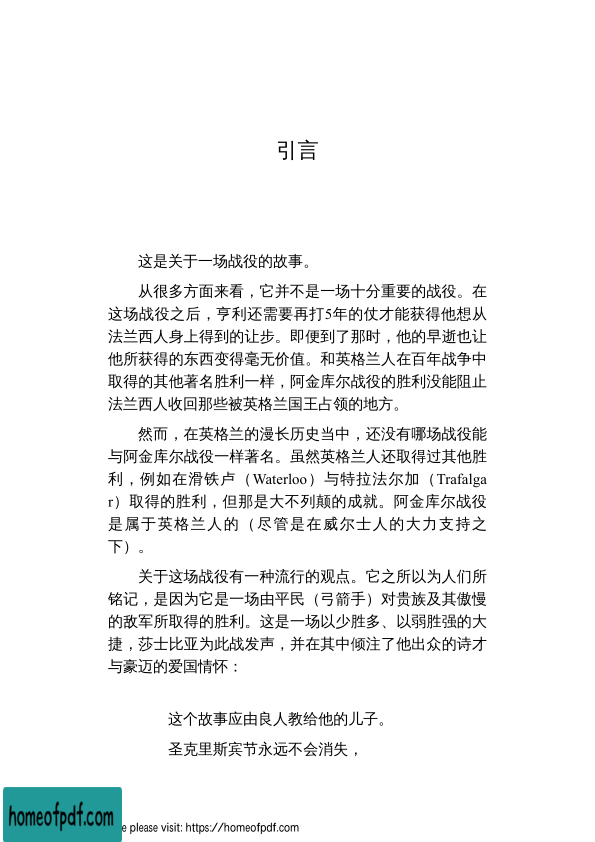 引言
这是关于一场战役的故事。
从很多方面来看，它并不是一场十分重要的战役。在
这场战役之后，亨利还需要再打5年的仗才能获得他想从
法兰西人身上得到的让步。即便到了那时，他的早逝也让
他所获得的东西变得毫无价值。和英格兰人在百年战争中
取得的其他著名胜利一样，阿金库尔战役的胜利没能阻止
法兰西人收回那些被英格兰国王占领的地方。
然而，在英格兰的漫长历史当中，还没有哪场战役能
与阿金库尔战役一样著名。虽然英格兰人还取得过其他胜
利，例如在滑铁卢（Waterloo）与特拉法尔加（Trafalga
r）取得的胜利，但那是大不列颠的成就。阿金库尔战役
是属于英格兰人的（尽管是在威尔士人的大力支持之
下）。
关于这场战役有一种流行的观点。它之所以为人们所
铭记，是因为它是一场由平民（弓箭手）对贵族及其傲慢
的敌军所取得的胜利。这是一场以少胜多、以弱胜强的大
捷，莎士比亚为此战发声，并在其中倾注了他出众的诗才
与豪迈的爱国情怀：
这个故事应由良人教给他的儿子。
圣克里斯宾节永远不会消失，
homeofpdf.com
e please visit: https://homeofpdf.com